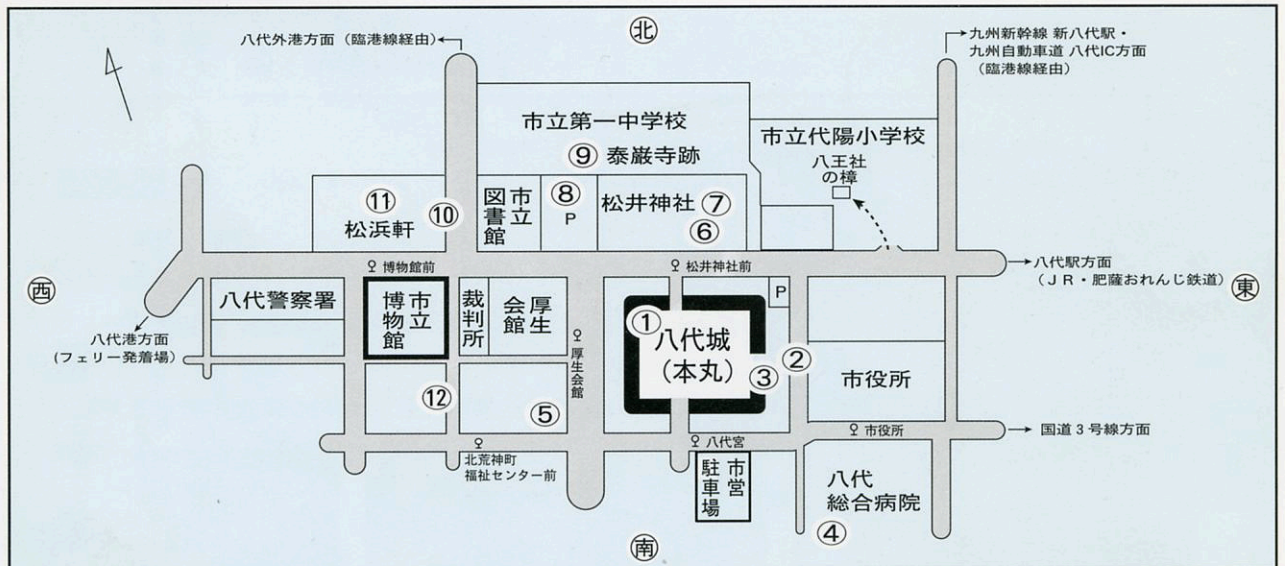 北
八代外港方面（臨港線経由）
九州新幹線 新八代駅・
九州自動車道 八代IC方面
（臨港線経由）
市立第一中学校
⑨ 泰巌寺跡
市立代陽小学校
八王社
の樟
⑪
松浜軒
⑩
市立
図書館
⑧
P
松井神社 ⑦
⑥
博物館前
松井神社前
八代駅方面
（ＪＲ・肥薩おれんじ鉄道）
西
東
八代警察署
市立
博物館
裁判所
厚生
会館
P
八代港方面
(フェリー発着場)
厚生会館
①
八代城
（本丸）
③
②
市役所
⑫
⑤
八代宮
市役所
国道３号線方面
北荒神町
福祉センター前
市営
駐車場
八代
総合病院
④
南